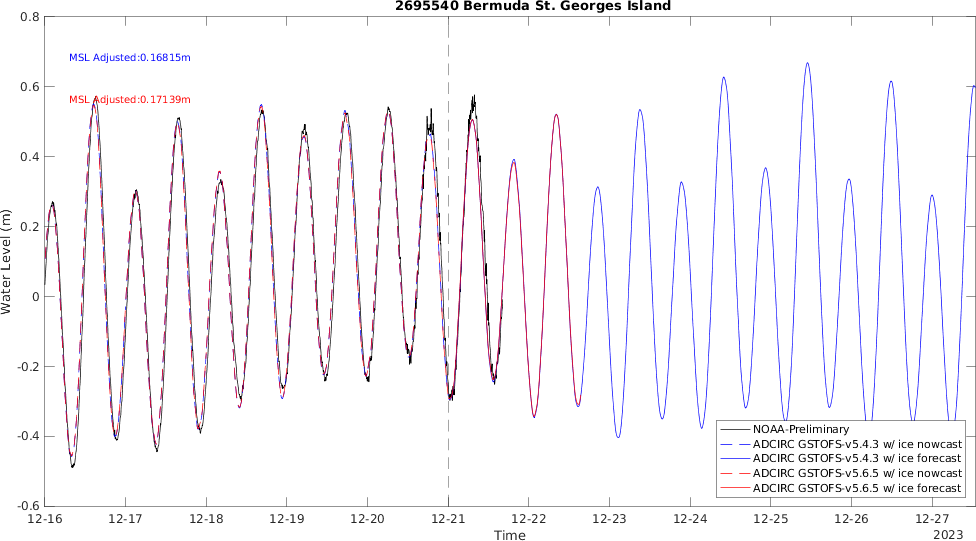 2695540 Bermuda St. Georges Island
0.8
0.6
0.4
0.2
0
-0.2
-0.4
-0.6
Water Level (m)
MSL Adjusted:0.16815m
MSL Adjusted:0.17139m
NOAA-Preliminary
ADCIRC GSTOFS-v5.4.3 w/ ice nowcast
ADCIRC GSTOFS-v5.4.3 w/ ice forecast
ADCIRC GSTOFS-v5.6.5 w/ ice nowcast
ADCIRC GSTOFS-v5.6.5 w/ ice forecast
12-16 12-17 12-18 12-19 12-20 12-21 12-22 12-23 12-24 12-25 12-26 12-27
Time
2023